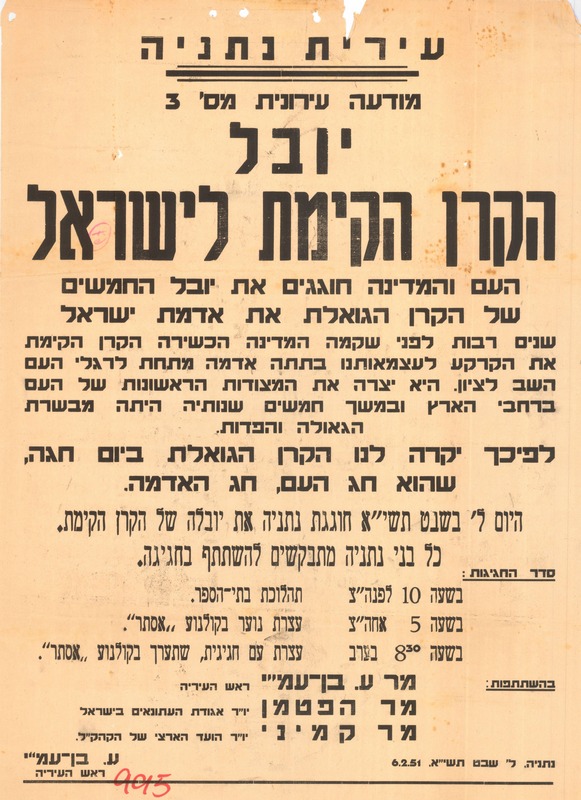 עירית נתניה
מודעה עירונית מס' 3
יובל
הקרן הקימת לישראל
העם והמדינה חוגגים את יובל החמשים
של הקרן הגואלת את אדמת ישראל
שנים רבות לפני שקמה המדינה הכשירה הקרן הקימת
את הקרקע לעצמאותנו בתתה אדמה מתחת לרגלי העם
השב לציון. היא יצרה את המצודות הראשונות של העם
ברחבי הארץ ובמשך חמשים שנותיה היתה מבשרת
הגאולה והפדות.
לפיכך יקרה לנו הקרן הגואלת ביום חגה,
שהוא חג העם, חג האדמה.
היום ל' בשבט תשי"א חוגגת נתניה את יובלה של הקרן הקימת.
כל בני נתניה מתבקשים להשתתף בחגיגה.
סדר החגיגות:
בשעה 10 לפנה"צ תהלוכת בתי-הספר.
בשעה 5 אחה"צ עצרת נוער בקולנוע „אסתר".
בשעה 8³⁰ בערב עצרת עם חגיגית, שתערך בקולנוע „אסתר".
בהשתתפות: מר ע. בן-עמי ראש העיריה
מר הפטמן יו"ר אגודת העתונאים בישראל
מר קמיני יו"ר הועד הארצי של הקהק"ל.
נתניה, ל' שבט תשי"א, 6.2.51
ע. בן-עמי
ראש העיריה
9015